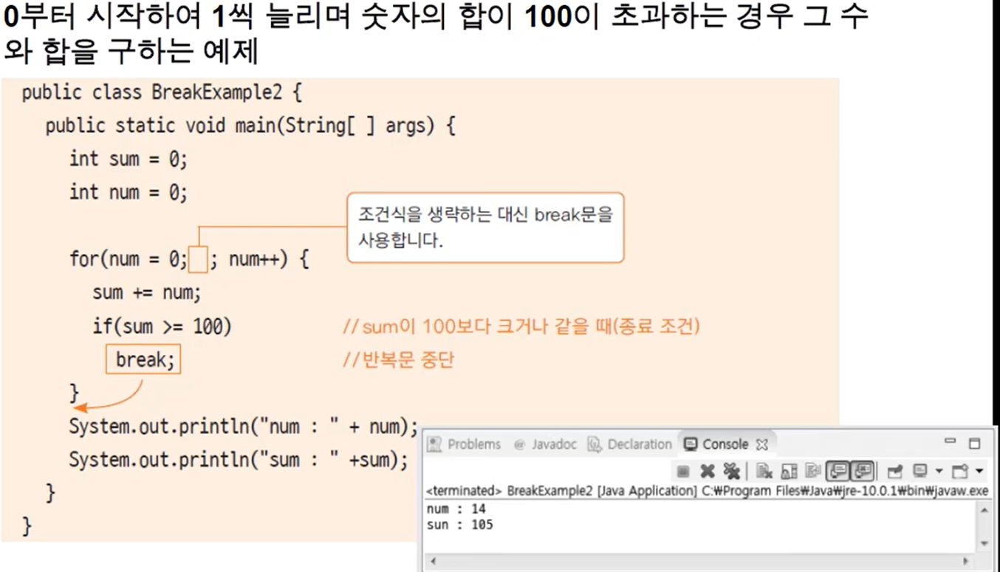 0부터 시작하여 1씩 늘리며 숫자의 합이 100이 초과하는 경우 그 수
와 합을 구하는 예제
public class BreakExample2 {
public static void main(String[ ] args) {
int sum = 0;
int num = 0;
조건식을 생략하는 대신 break문을
사용합니다.
for(num = 0; ; num++) {
sum += num;
if(sum >= 100) //sum이 100보다 크거나 같을 때(종료 조건)
break; //반복문 중단
}
System.out.println("num : " + num);
System.out.println("sum : " +sum);
}
}
Problems @ Javadoc Declaration Console
<terminated> BreakExample2 [Java Application] C:₩Program Files₩Java₩jre-10.0.1₩bin₩javaw.exe
num : 14
sun : 105